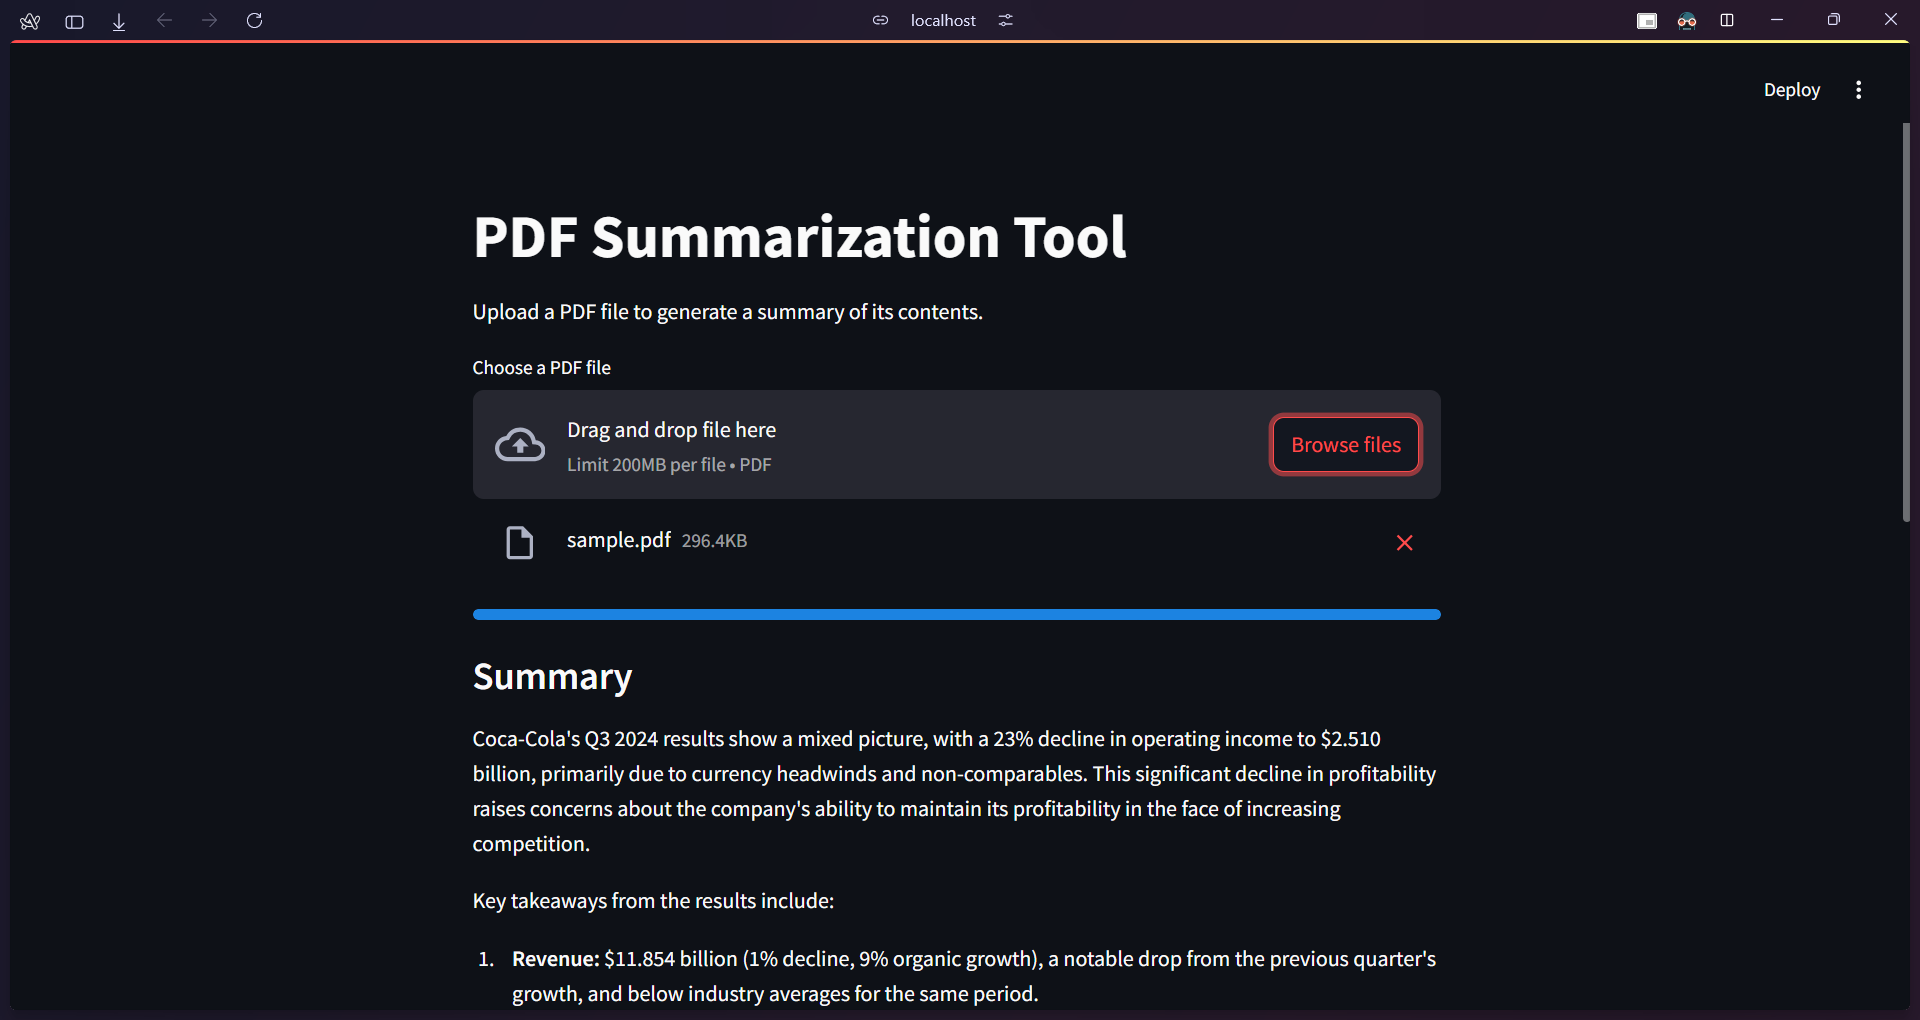 localhost
Deploy
PDF Summarization Tool
Upload a PDF file to generate a summary of its contents.
Choose a PDF file
Drag and drop file here
Limit 200MB per file • PDF
Browse files
sample.pdf 296.4KB
Summary
Coca-Cola's Q3 2024 results show a mixed picture, with a 23% decline in operating income to $2.510
billion, primarily due to currency headwinds and non-comparables. This significant decline in profitability
raises concerns about the company's ability to maintain its profitability in the face of increasing
competition.
Key takeaways from the results include:
1. Revenue: $11.854 billion (1% decline, 9% organic growth), a notable drop from the previous quarter's
growth, and below industry averages for the same period.